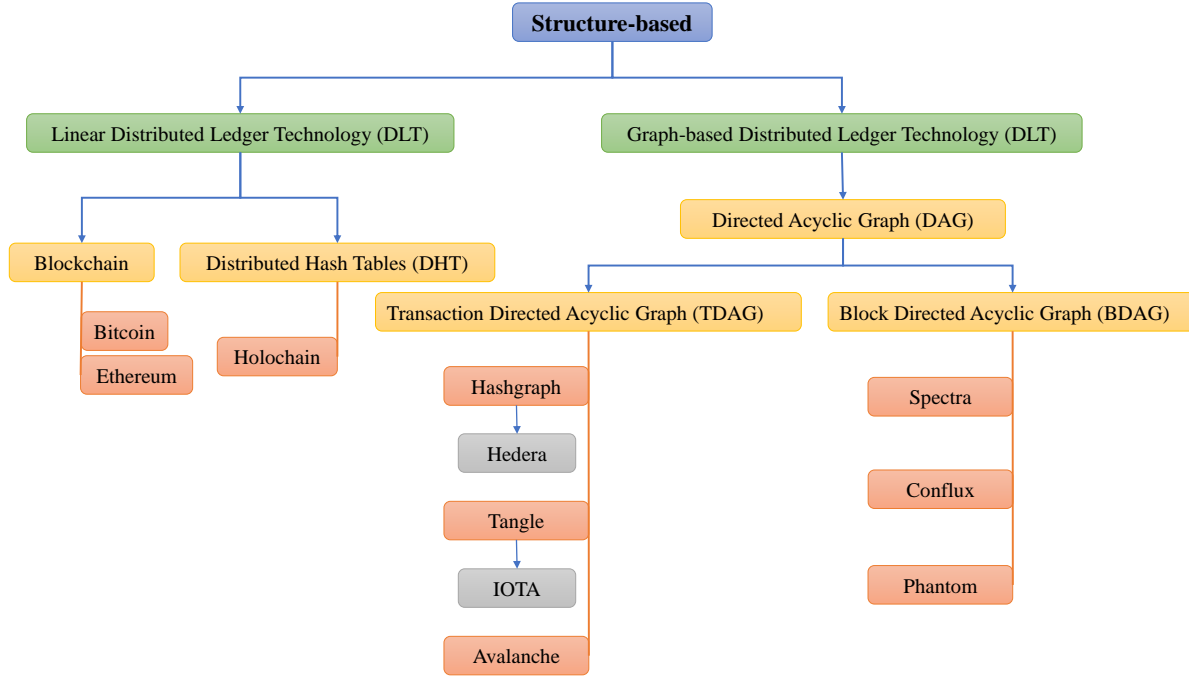 Structure-based
Linear Distributed Ledger Technology (DLT)
Graph-based Distributed Ledger Technology (DLT)
Directed Acyclic Graph (DAG)
Blockchain
Distributed Hash Tables (DHT)
Transaction Directed Acyclic Graph (TDAG)
Block Directed Acyclic Graph (BDAG)
Bitcoin
Ethereum
Holochain
Hashgraph
Hedera
Tangle
IOTA
Avalanche
Spectra
Conflux
Phantom